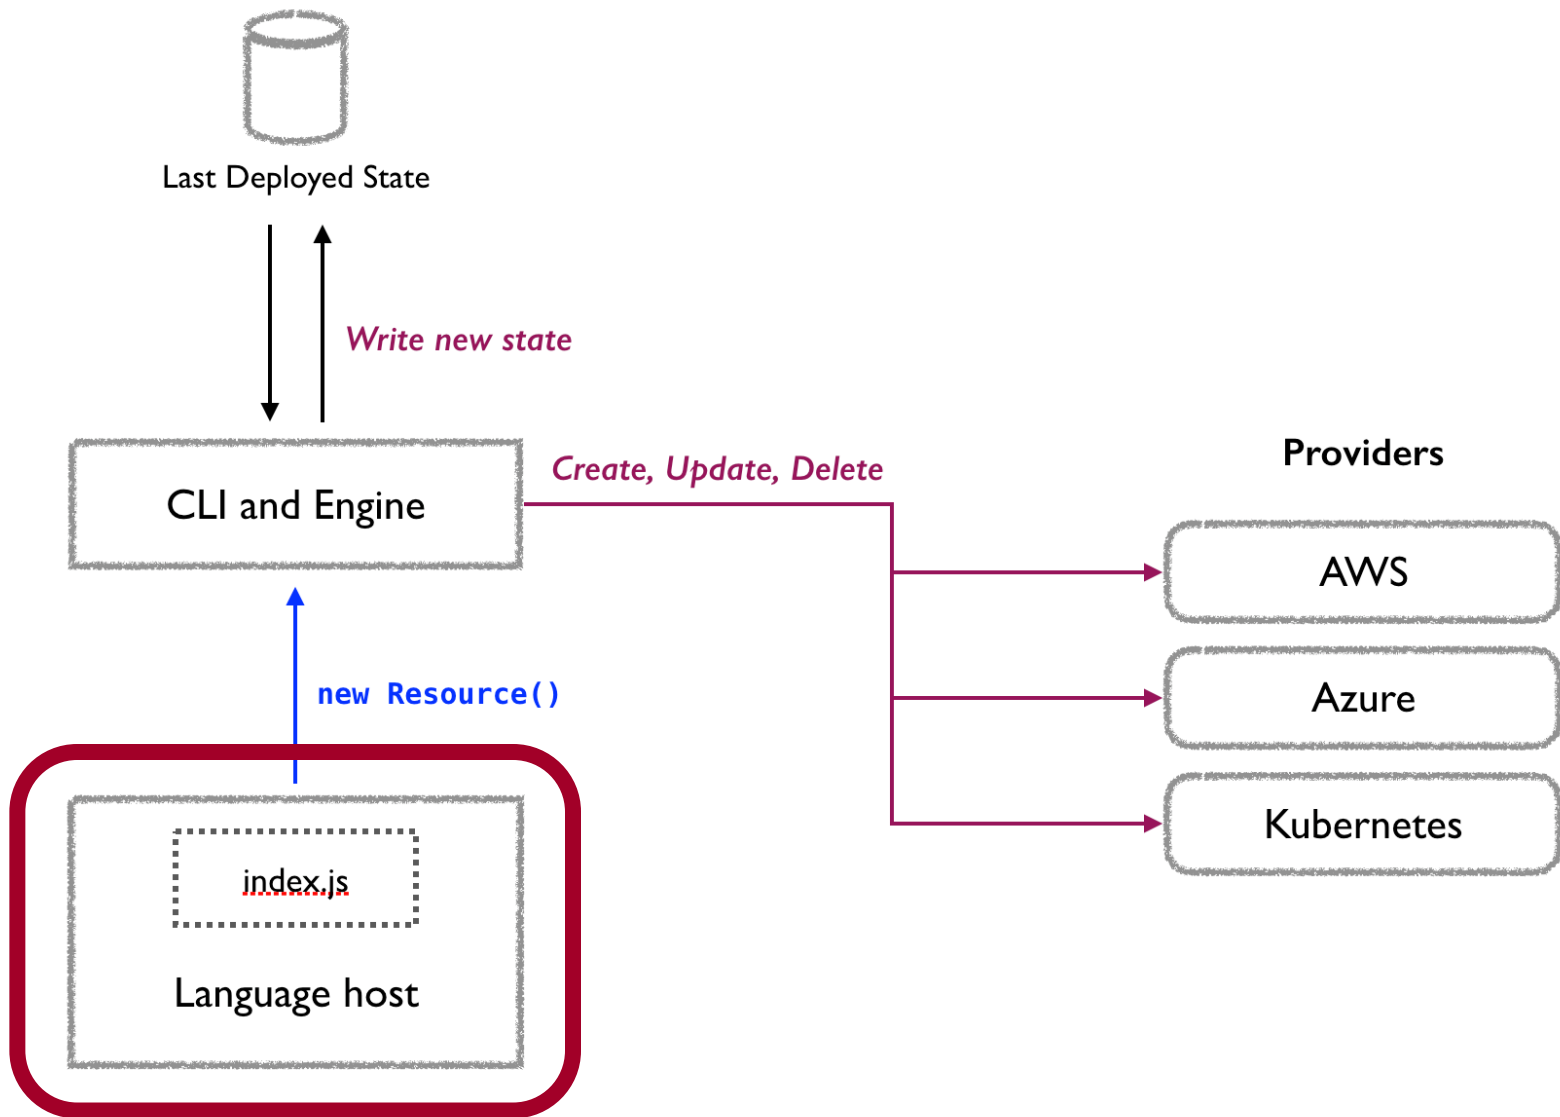 Last Deployed State
Write new state
CLI and Engine
Create, Update, Delete
Providers
AWS
Azure
Kubernetes
new Resource()
index.js
Language host